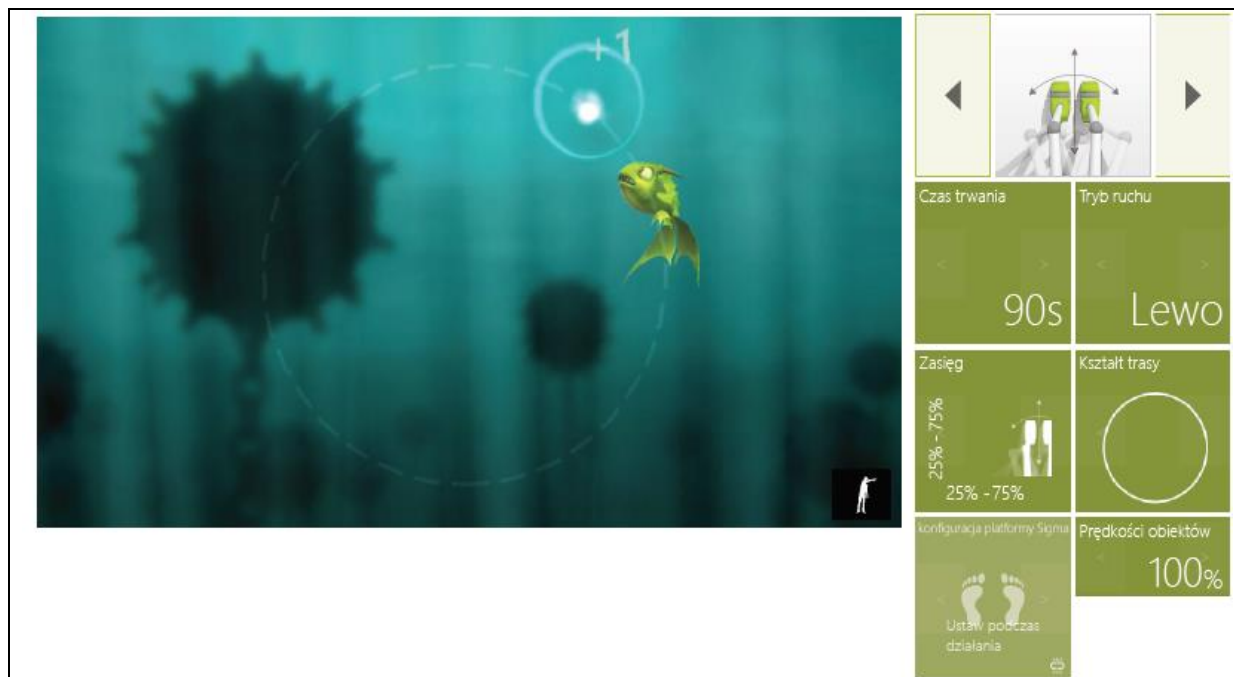 +1
Czas trwania
90s
Tryb ruchu
Lewo
Zasięg
25% - 75%
25% - 75%
Kształt trasy
konfiguracja platformy Sigma
Ustaw podczas
działania
Prędkości obiektów
100%